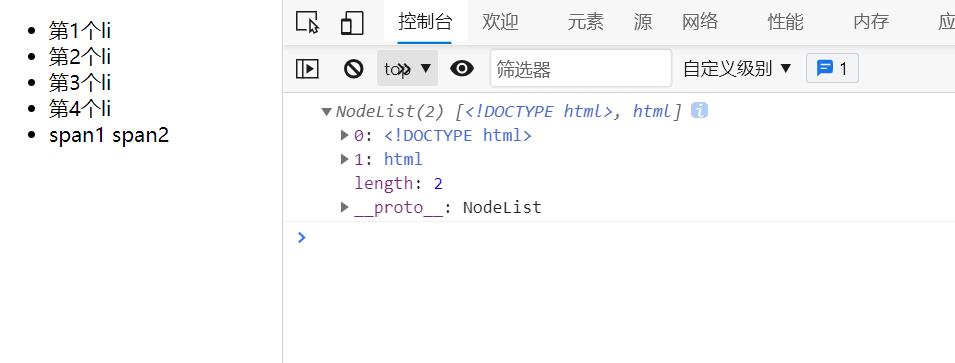 第1个li
第2个li
第3个li
第4个li
span1 span2
控制台 欢迎 元素 源 网络 性能 内存 应
top 筛选器 自定义级别 1
NodeList(2) [<!DOCTYPE html>, html] i
0: <!DOCTYPE html>
1: html
length: 2
__proto__: NodeList